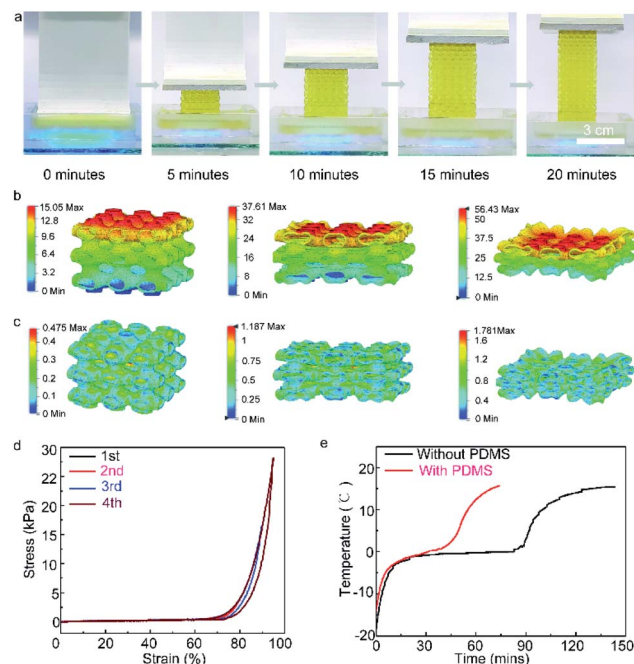 a
3 cm
0 minutes 5 minutes 10 minutes 15 minutes 20 minutes
b
15.05 Max
12.8
9.6
6.4
3.2
0 Min
37.61 Max
32
24
16
8
0 Min
56.43 Max
50
37.5
25
12.5
0 Min
c
0.475 Max
0.4
0.3
0.2
0.1
0 Min
1.187 Max
1
0.75
0.5
0.25
0 Min
1.781Max
1.6
1.2
0.8
0.4
0 Min
d
Stress (kPa)
30
22
15
11
5
0
1st
2nd
3rd
4th
0 20 40 60 80 100
Strain (%)
e
Temperature (℃)
20
10
0
-10
-20
Without PDMS
With PDMS
0 30 60 90 120 150
Time (mins)